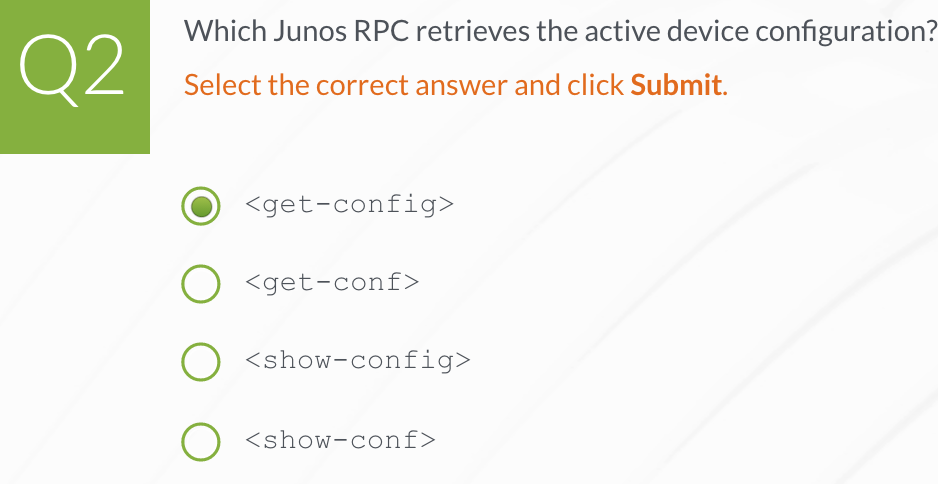 Q2
Which Junos RPC retrieves the active device configuration?
Select the correct answer and click Submit.
<get-config>
<get-conf>
<show-config>
<show-conf>